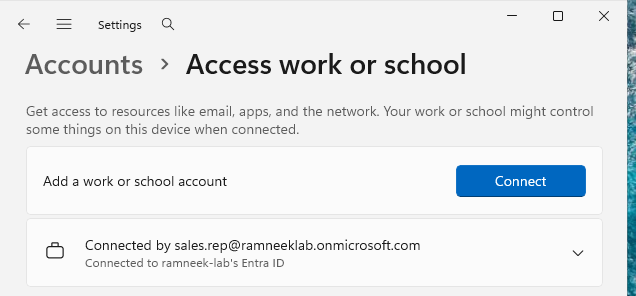 Settings
Accounts > Access work or school
Get access to resources like email, apps, and the network. Your work or school might control
some things on this device when connected.
Add a work or school account
Connect
Connected by sales.rep@ramneeklab.onmicrosoft.com
Connected to ramneek-lab's Entra ID